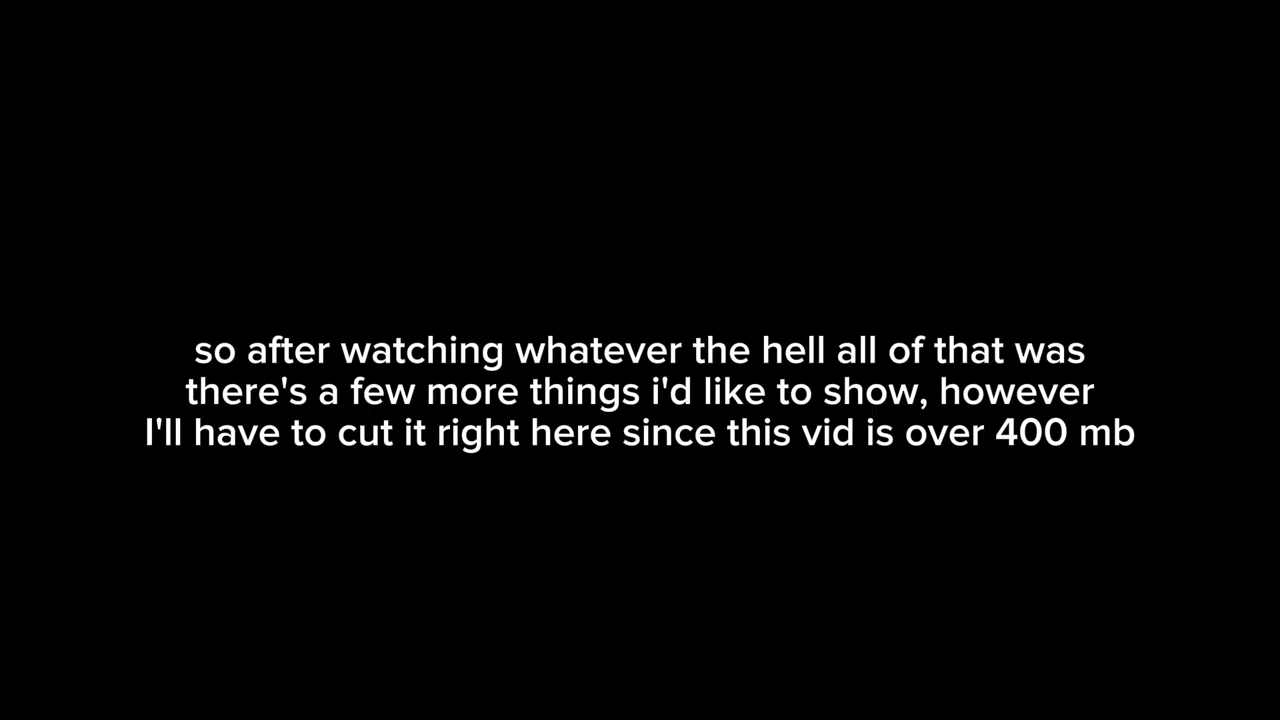 so after watching whatever the hell all of that was
there's a few more things i'd like to show, however
I'll have to cut it right here since this vid is over 400 mb